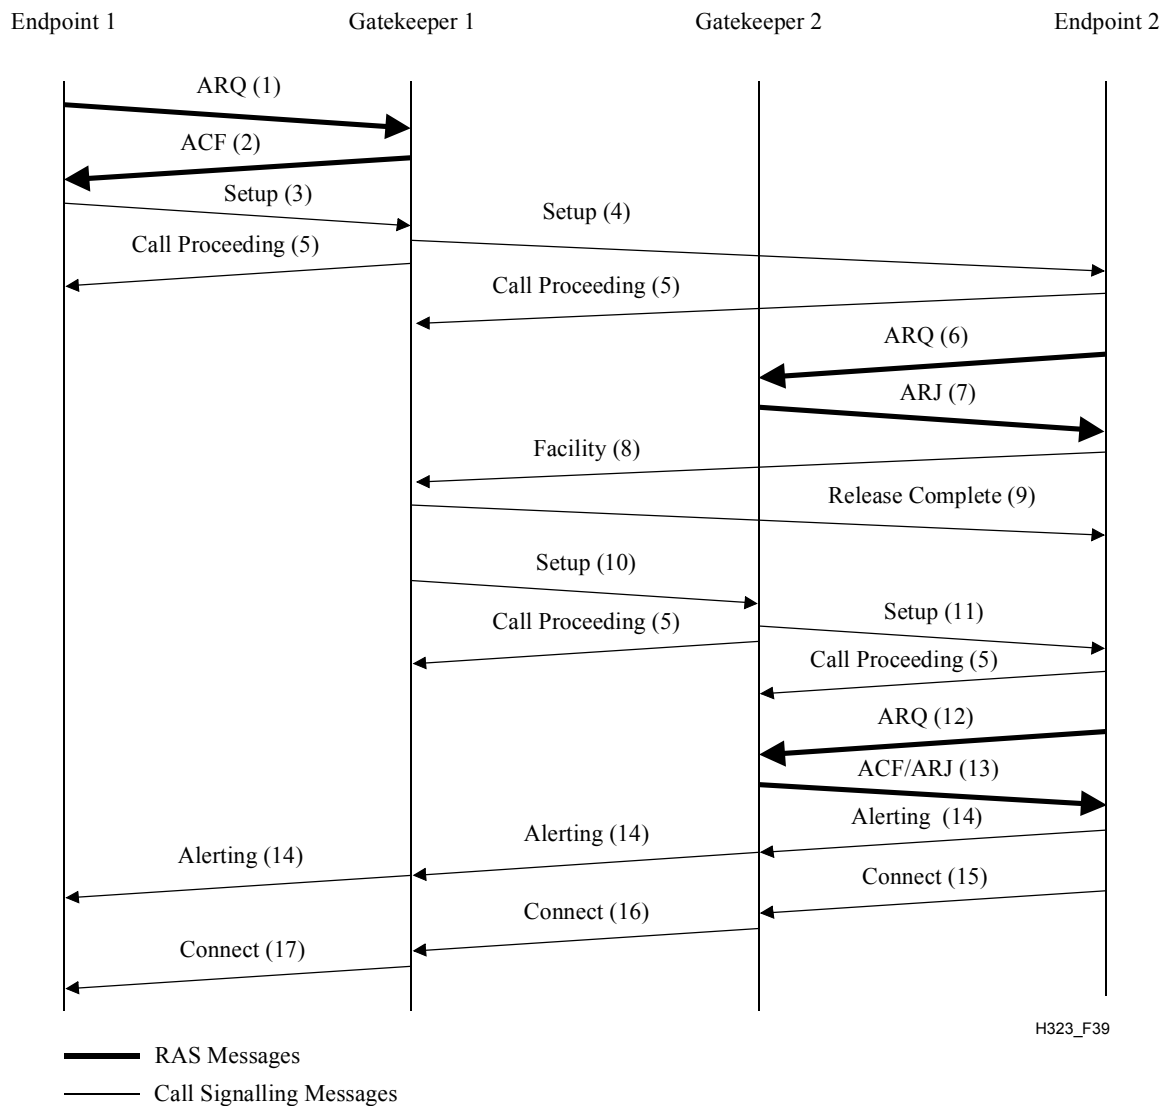 Endpoint 1 Gatekeeper 1 Gatekeeper 2 Endpoint 2
ARQ (1)
ACF (2)
Setup (3)
Setup (4)
Call Proceeding (5)
Call Proceeding (5)
ARQ (6)
ARJ (7)
Facility (8)
Release Complete (9)
Setup (10)
Setup (11)
Call Proceeding (5)
Call Proceeding (5)
ARQ (12)
ACF/ARJ (13)
Alerting (14)
Alerting (14)
Alerting (14)
Connect (15)
Connect (16)
Connect (17)
H323_F39
RAS Messages
Call Signalling Messages